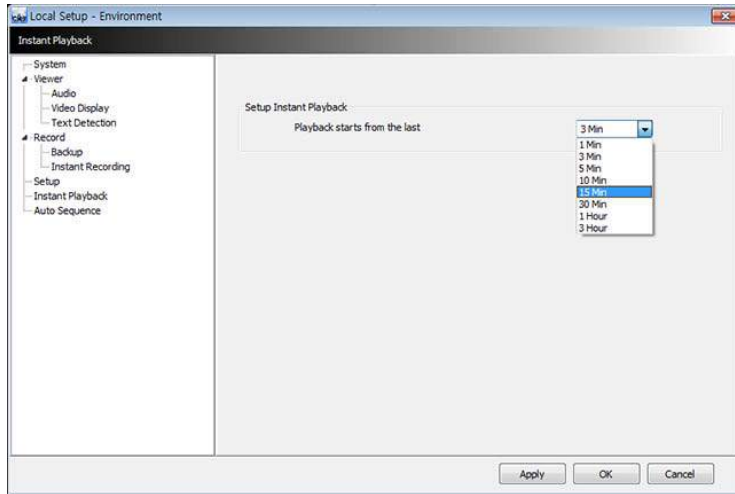 Local Setup - Environment
Instant Playback
System
Viewer
Audio
Video Display
Text Detection
Record
Backup
Instant Recording
Setup
Instant Playback
Auto Sequence
Setup Instant Playback
Playback starts from the last
3 Min
1 Min
3 Min
5 Min
10 Min
15 Min
30 Min
1 Hour
3 Hour
Apply
OK
Cancel